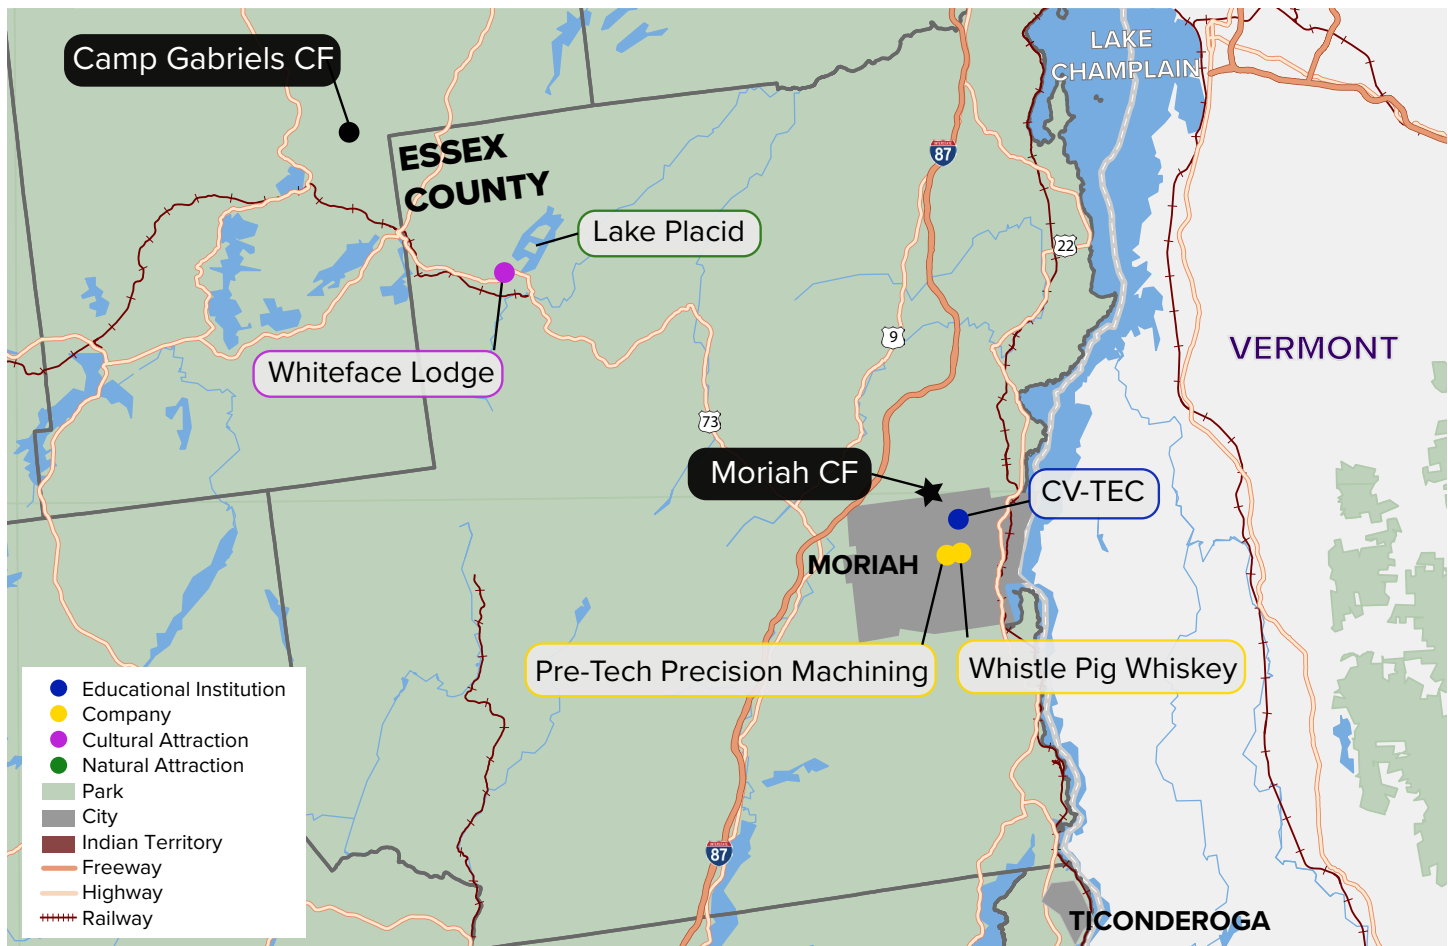 LAKE
CHAMPLAIN
Camp Gabriels CF
ESSEX
COUNTY
INTERSTATE
87
Lake Placid
22
9
VERMONT
Whiteface Lodge
73
Moriah CF
CV-TEC
MORIAH
Pre-Tech Precision Machining
Whistle Pig Whiskey
Educational Institution
Company
Cultural Attraction
Natural Attraction
Park
City
Indian Territory
Freeway
Highway
Railway
INTERSTATE
87
TICONDEROGA